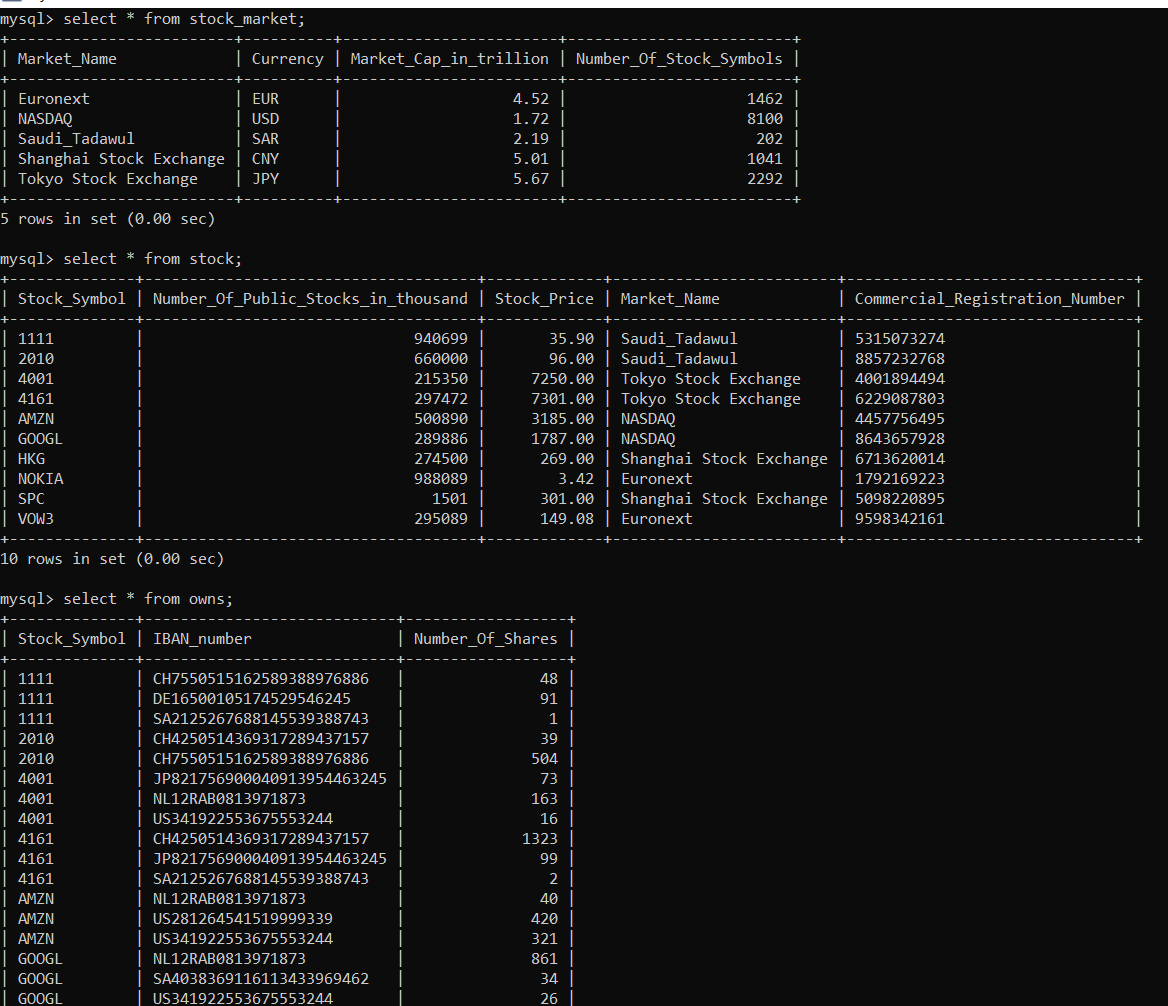 mysql> select * from stock_market;
+-------------------------+----------+------------------------+-------------------------+
| Market_Name             | Currency | Market_Cap_in_trillion | Number_Of_Stock_Symbols |
+-------------------------+----------+------------------------+-------------------------+
| Euronext                | EUR      |                   4.52 |                    1462 |
| NASDAQ                  | USD      |                   1.72 |                    8100 |
| Saudi_Tadawul           | SAR      |                   2.19 |                     202 |
| Shanghai Stock Exchange | CNY      |                   5.01 |                    1041 |
| Tokyo Stock Exchange    | JPY      |                   5.67 |                    2292 |
+-------------------------+----------+------------------------+-------------------------+
5 rows in set (0.00 sec)
mysql> select * from stock;
+--------------+-------------------------------------+-------------+-------------------------+--------------------------------+
| Stock_Symbol | Number_Of_Public_Stocks_in_thousand | Stock_Price | Market_Name             | Commercial_Registration_Number |
+--------------+-------------------------------------+-------------+-------------------------+--------------------------------+
| 1111         |                              940699 |       35.90 | Saudi_Tadawul           | 5315073274                     |
| 2010         |                              660000 |       96.00 | Saudi_Tadawul           | 8857232768                     |
| 4001         |                              215350 |     7250.00 | Tokyo Stock Exchange    | 4001894494                     |
| 4161         |                              297472 |     7301.00 | Tokyo Stock Exchange    | 6229087803                     |
| AMZN         |                              500890 |     3185.00 | NASDAQ                  | 4457756495                     |
| GOOGL        |                              289886 |     1787.00 | NASDAQ                  | 8643657928                     |
| HKG          |                              274500 |      269.00 | Shanghai Stock Exchange | 6713620014                     |
| NOKIA        |                              988089 |        3.42 | Euronext                | 1792169223                     |
| SPC          |                                1501 |      301.00 | Shanghai Stock Exchange | 5098220895                     |
| VOW3         |                              295089 |      149.08 | Euronext                | 9598342161                     |
+--------------+-------------------------------------+-------------+-------------------------+--------------------------------+
10 rows in set (0.00 sec)
mysql> select * from owns;
+--------------+----------------------------+------------------+
| Stock_Symbol | IBAN_number                | Number_Of_Shares |
+--------------+----------------------------+------------------+
| 1111         | CH7550515162589388976886   |               48 |
| 1111         | DE16500105174529546245     |               91 |
| 1111         | SA2125267688145539388743   |                1 |
| 2010         | CH4250514369317289437157   |               39 |
| 2010         | CH7550515162589388976886   |              504 |
| 4001         | JP821756900040913954463245 |               73 |
| 4001         | NL12RAB0813971873          |              163 |
| 4001         | US341922553675553244       |               16 |
| 4161         | CH4250514369317289437157   |             1323 |
| 4161         | JP821756900040913954463245 |               99 |
| 4161         | SA2125267688145539388743   |                2 |
| AMZN         | NL12RAB0813971873          |               40 |
| AMZN         | US281264541519999339       |              420 |
| AMZN         | US341922553675553244       |              321 |
| GOOGL        | NL12RAB0813971873          |              861 |
| GOOGL        | SA4038369116113433969462   |               34 |
| GOOGL        | US341922553675553244       |               26 |